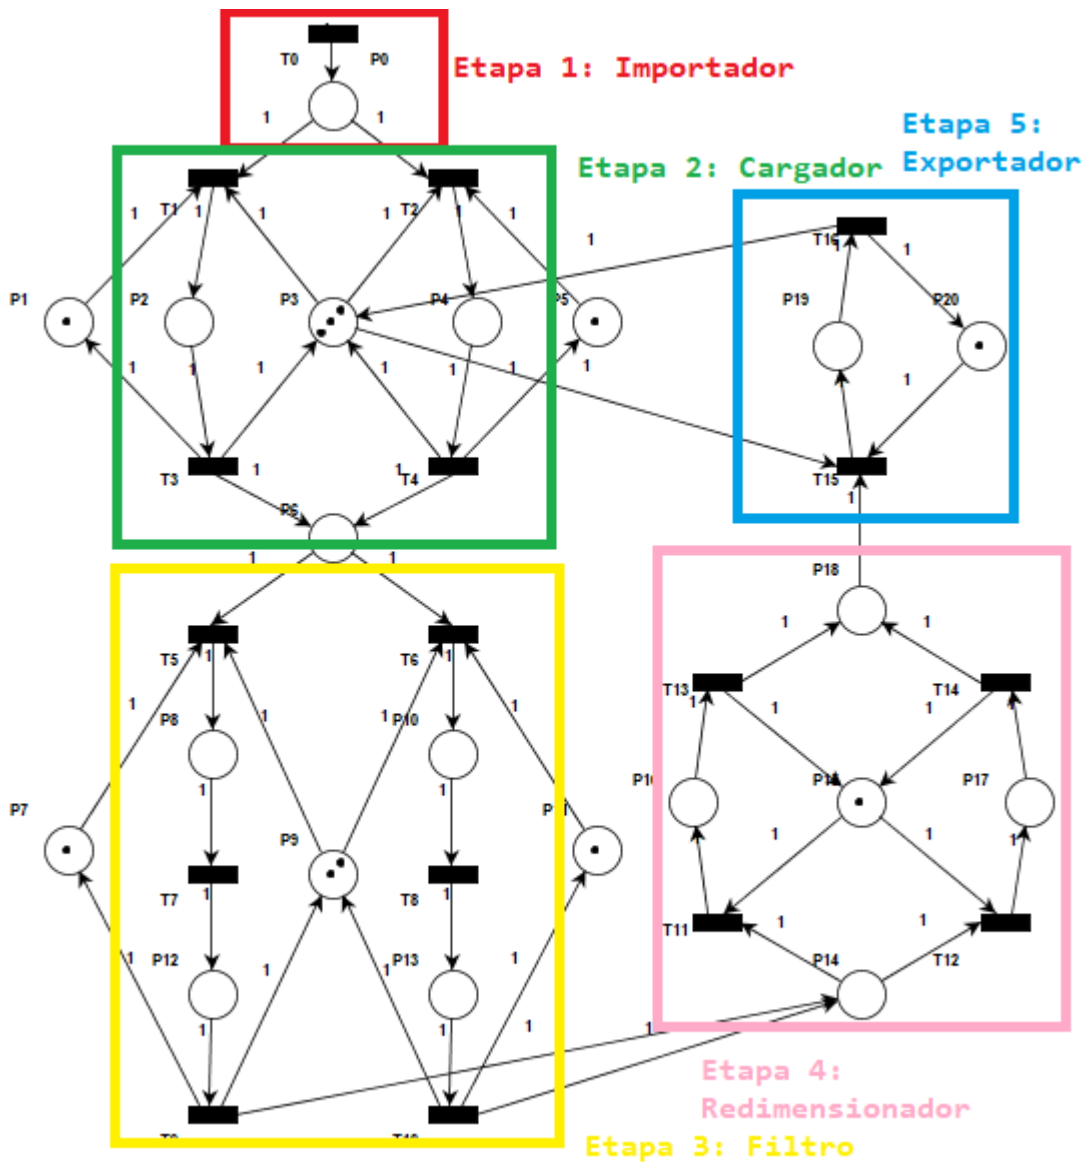 T0 P0
Etapa 1: Importador
1 1
Etapa 5:
Exportador
Etapa 2: Cargador
T1 T2
1 1 1 1 1 1
T16
1 1 1
P1 P2 P3 P4 P5
P19 P20
1 1 1 1 1 1 1
1
T3 T4
1 1
T15
1
P6
1 1
P18
T5 T6
1 1
1 1
T13 T14
1 1
1 1 1 1
1 1
P8 P10
P7 P9
P16 P17
1 1
1 1 1
T7 T8
1 1
T11 T12
1 1
P12 P13 P14
1 1 1 1
1 1 1 1
Etapa 4:
Redimensionador
Etapa 3: Filtro